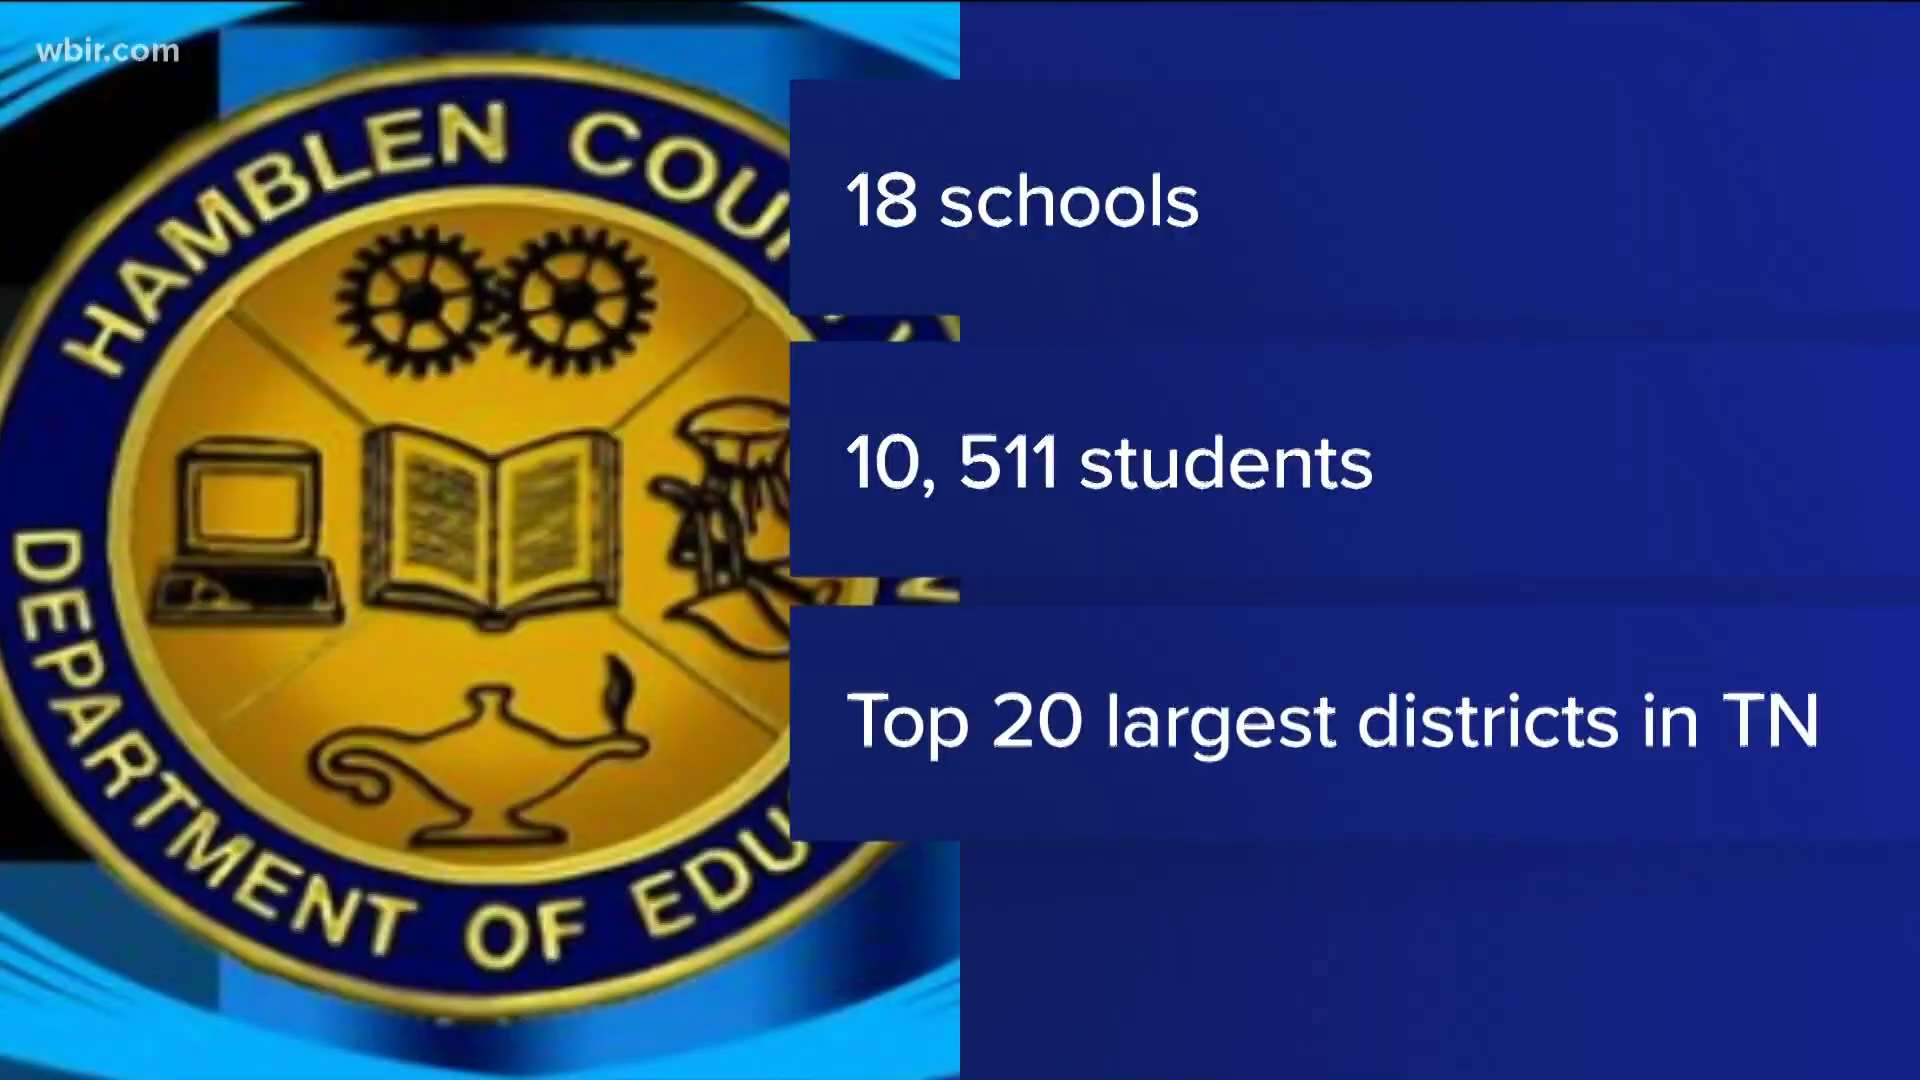 wbir.com
HAMBLEN COU
DEPARTMENT OF EDU
18 schools
10, 511 students
Top 20 largest districts in TN